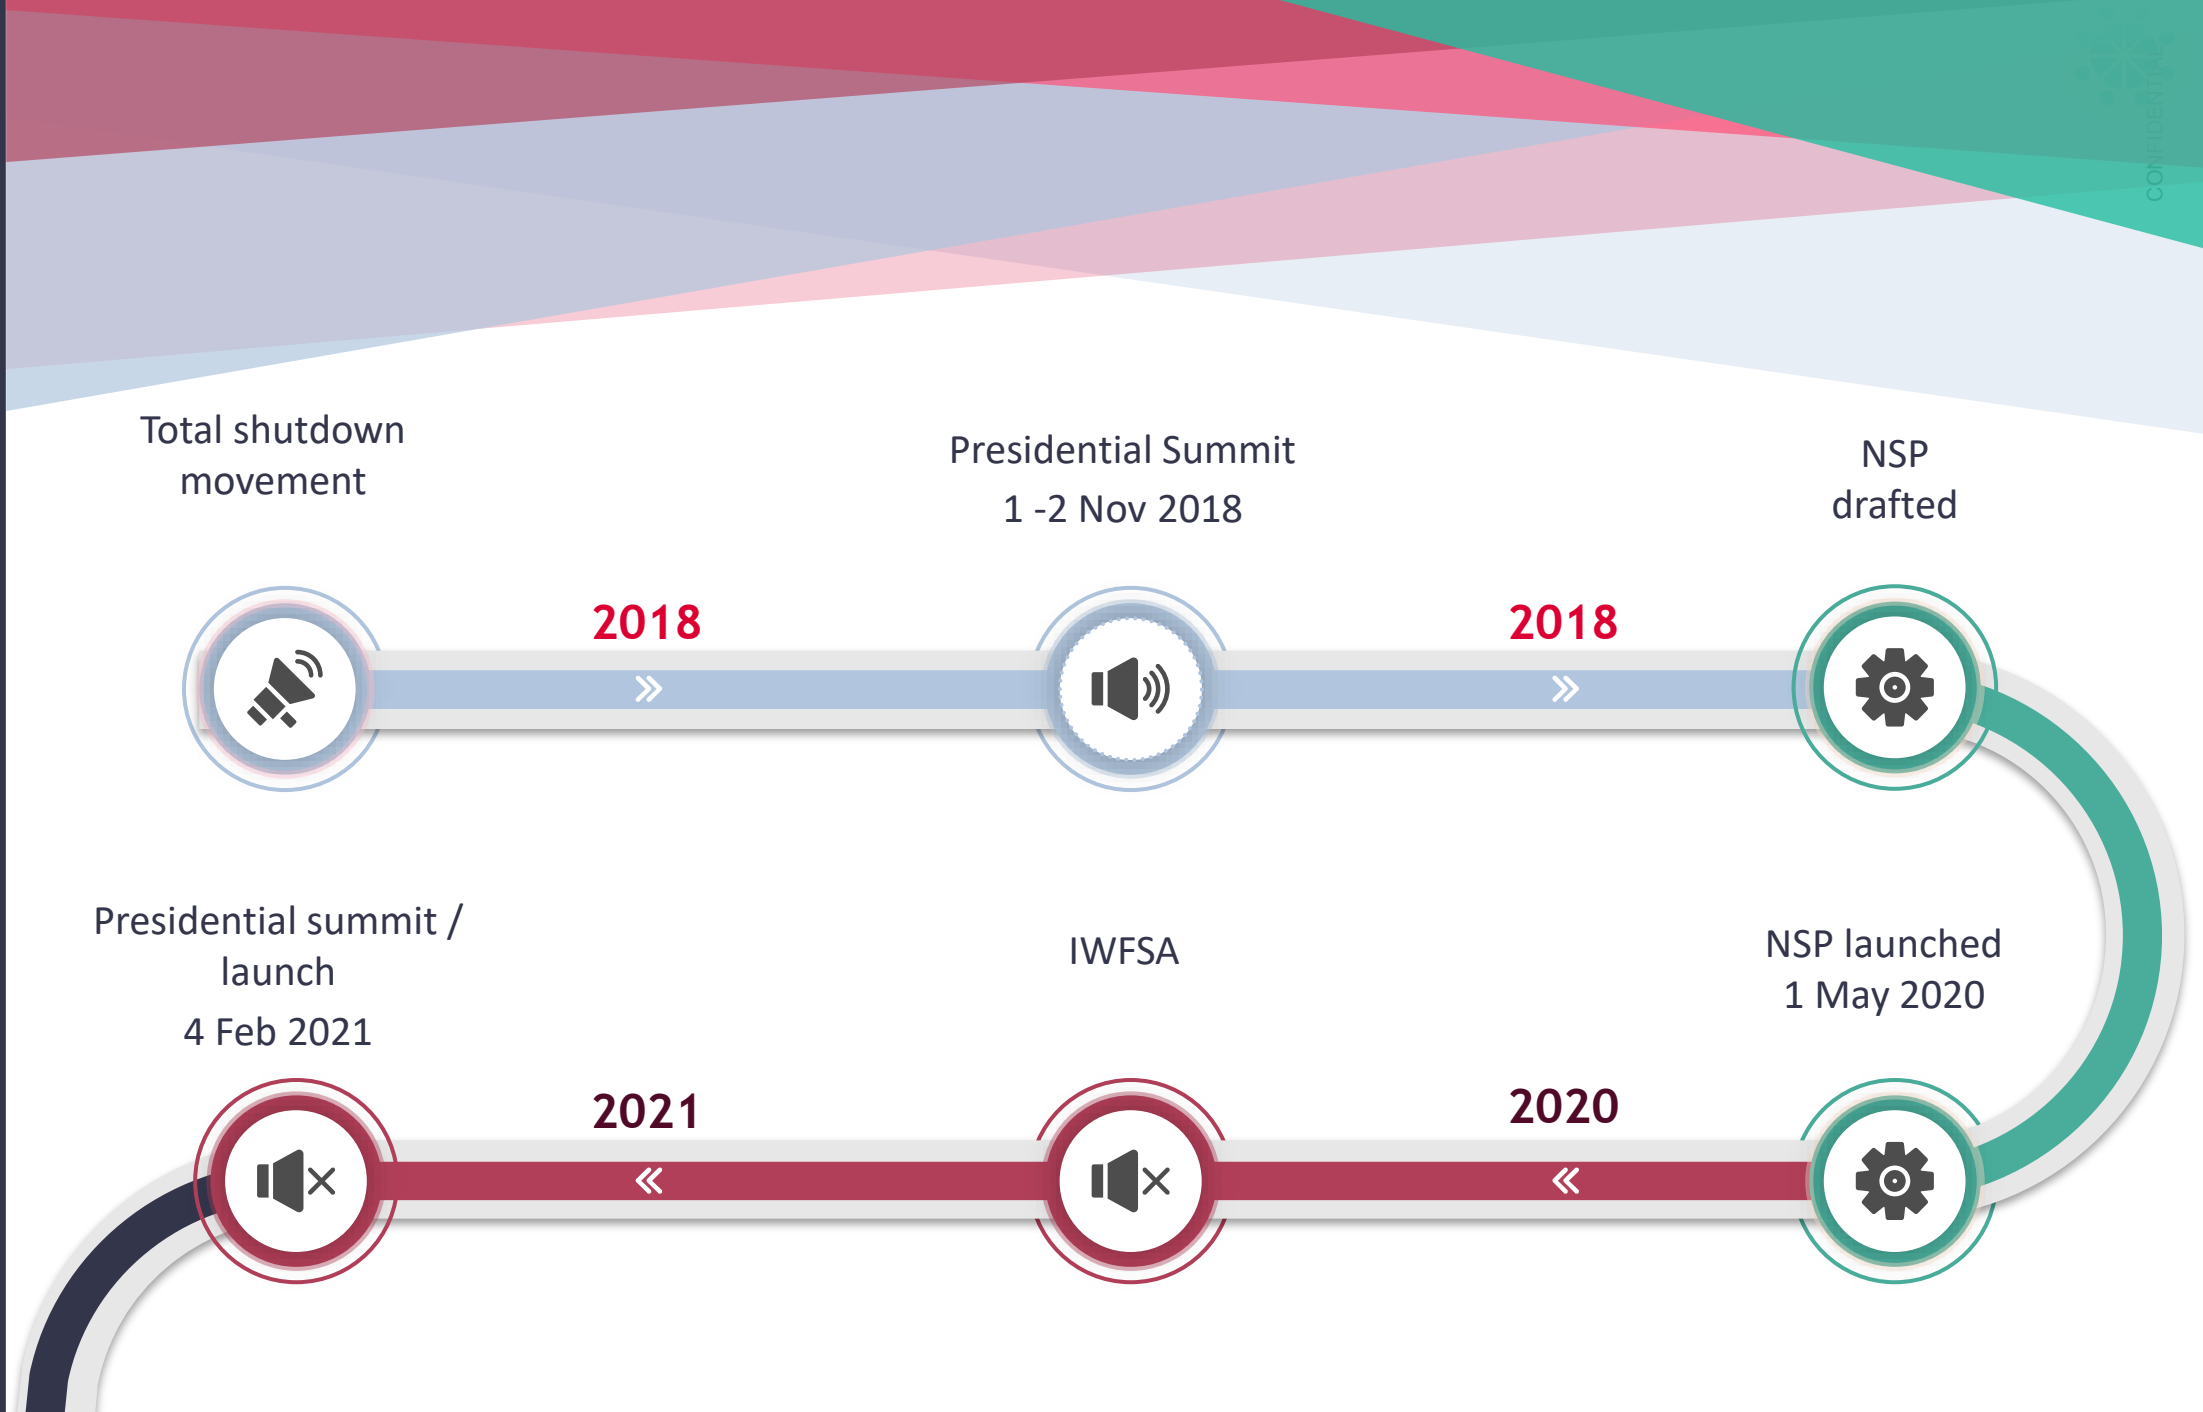 CONFIDENTIAL
Total shutdown
movement
Presidential Summit
1 -2 Nov 2018
NSP
drafted
2018
2018
Presidential summit /
launch
4 Feb 2021
IWFSA
NSP launched
1 May 2020
2021
2020